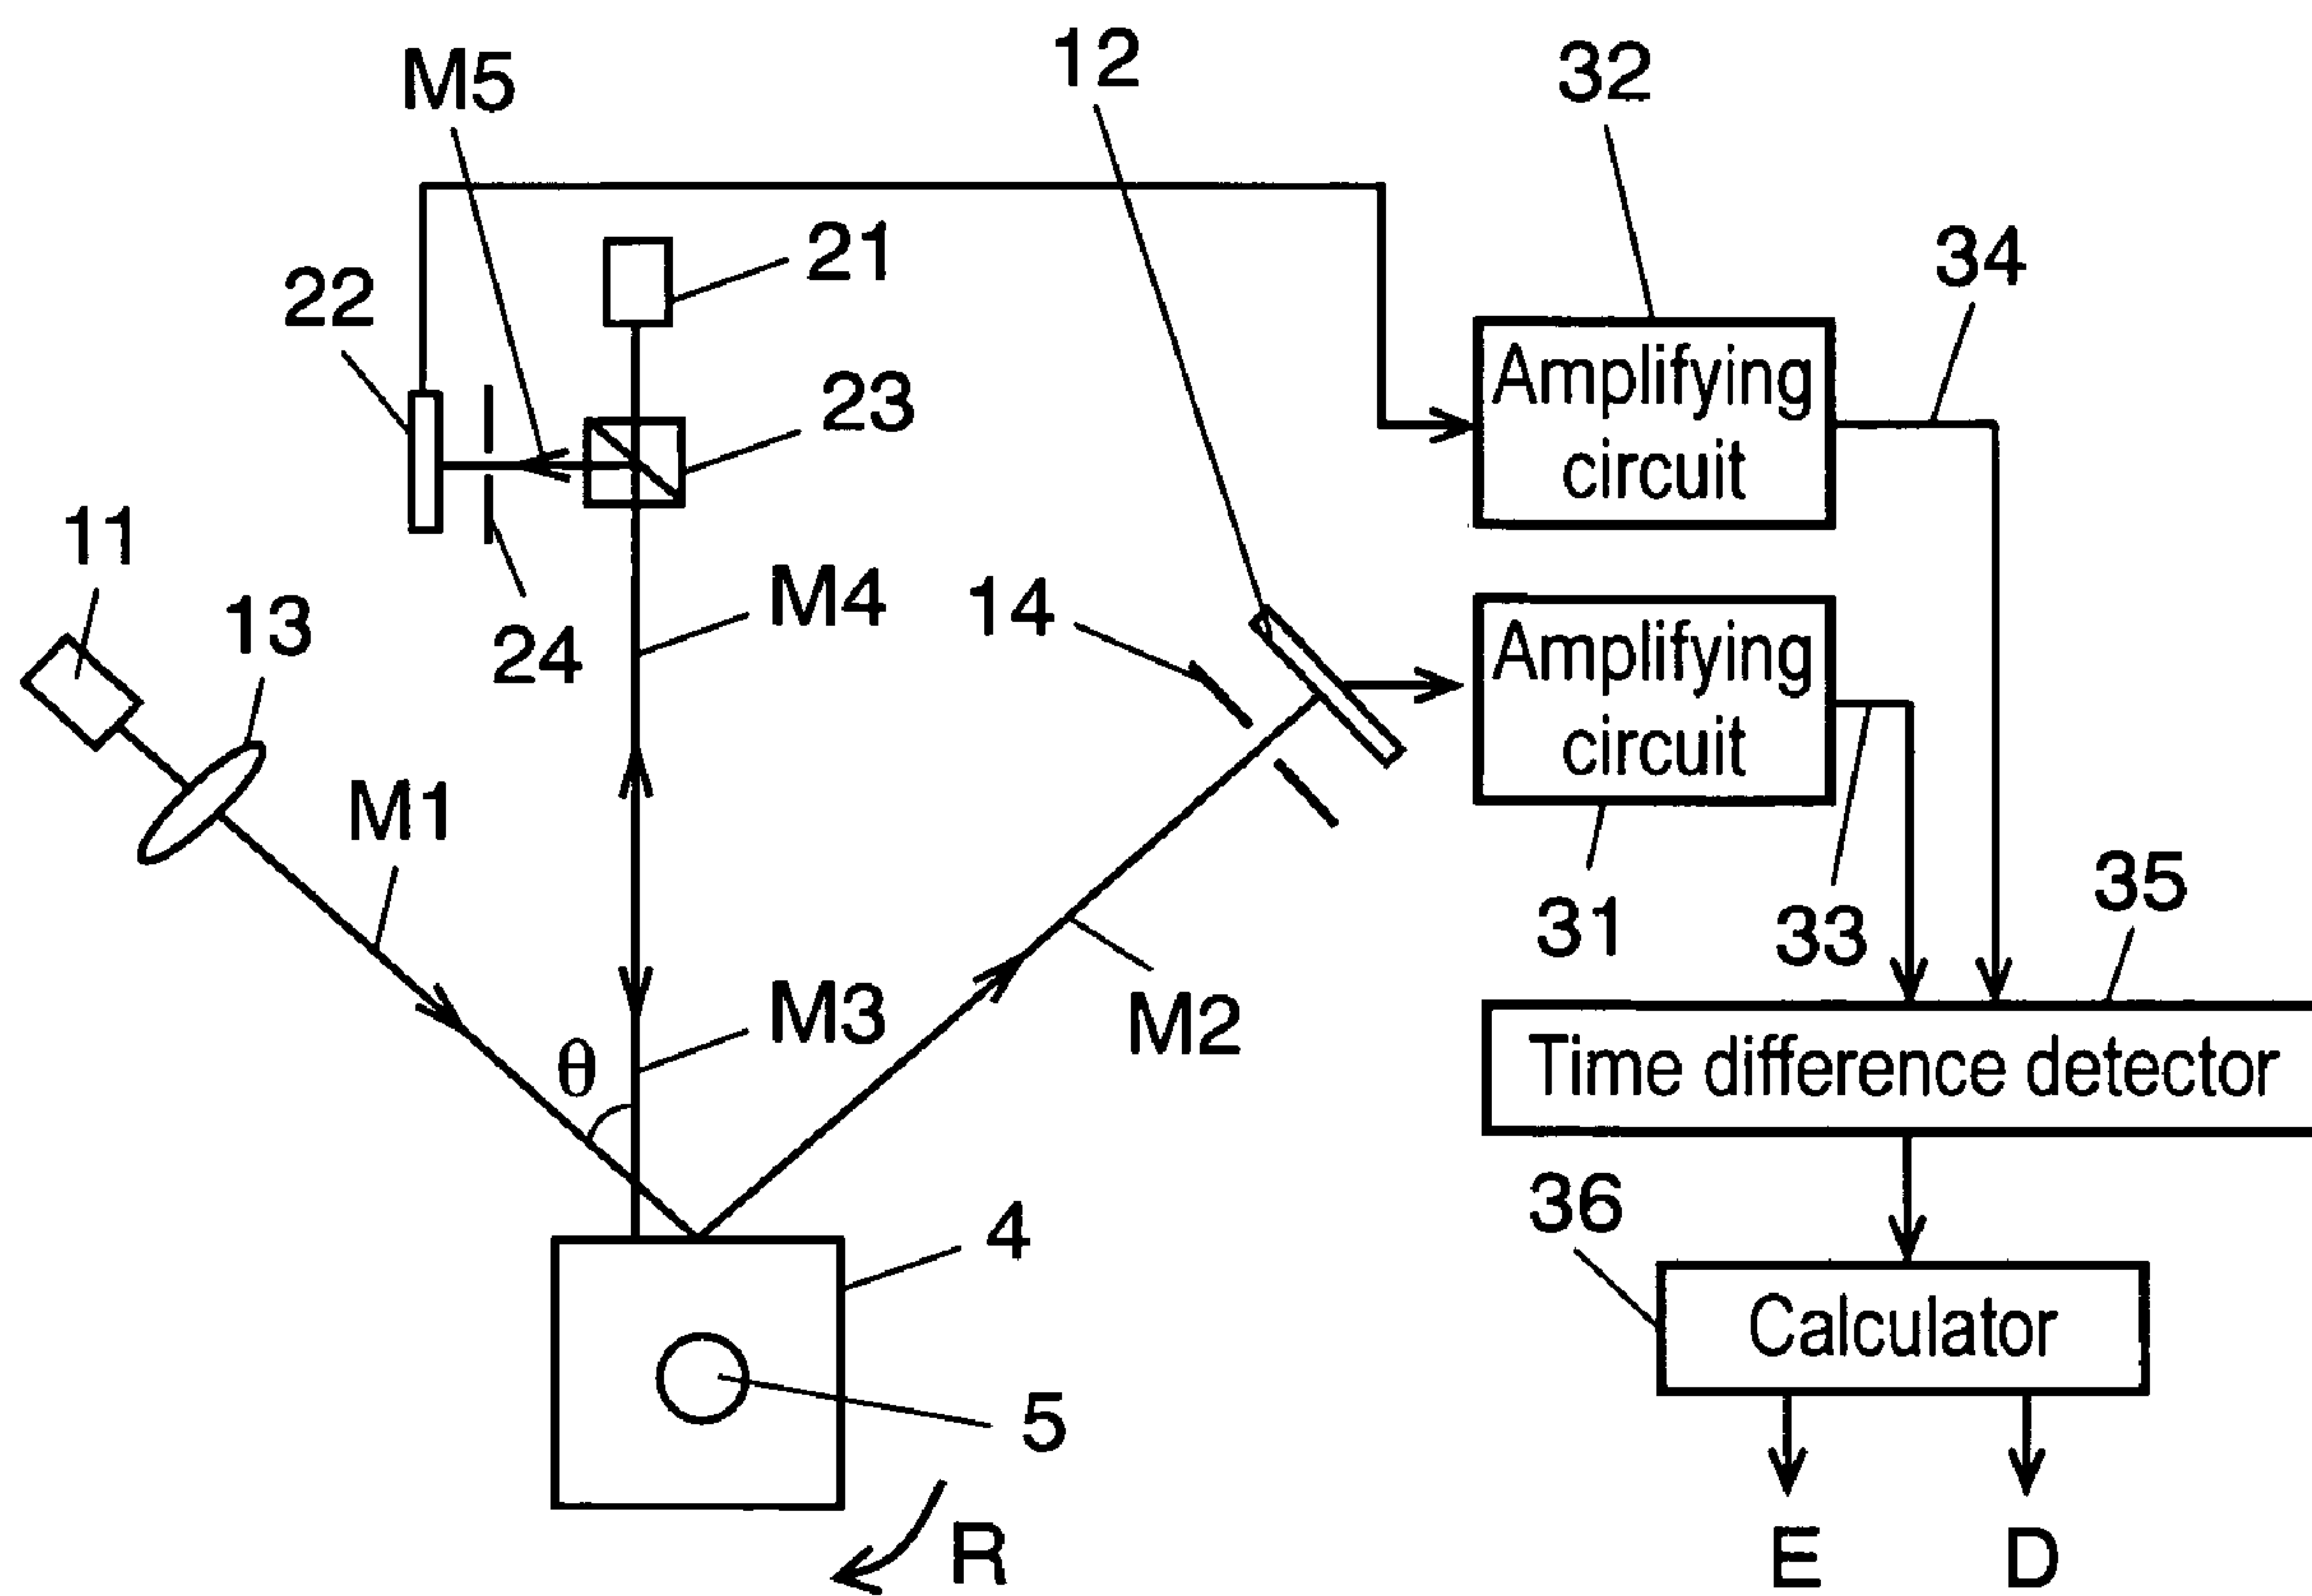 M5
12
32
21
34
22
23
Amplifying
circuit
11
13
24
M4
14
Amplifying
circuit
M1
31
33
35
M3
M2
θ
Time difference detector
4
36
Calculator
5
R
E
D